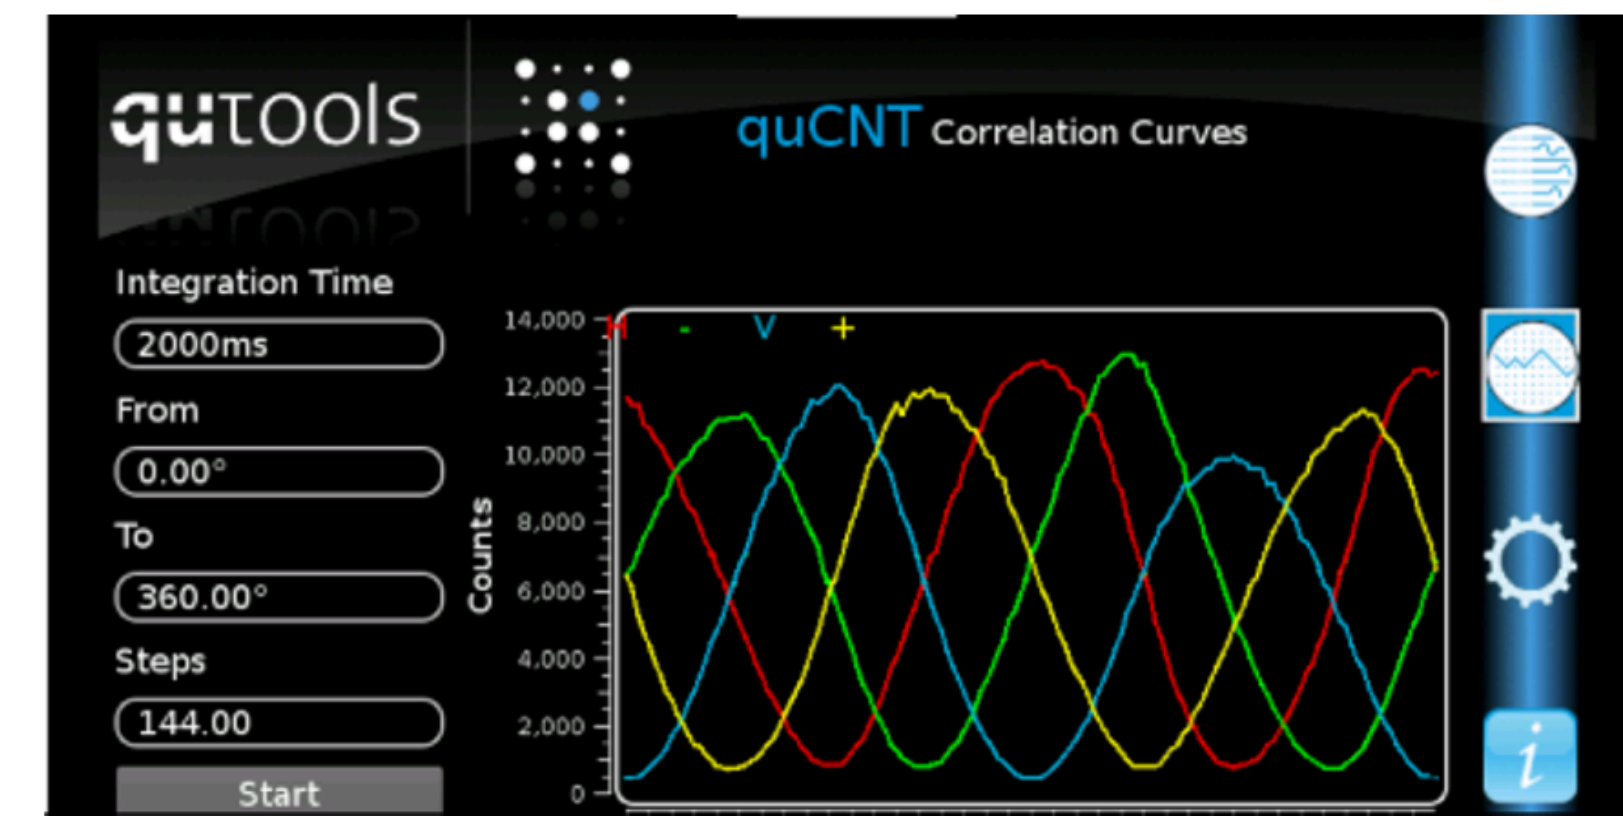 qutools
quCNT Correlation Curves
Integration Time
2000ms
From
0.00°
To
360.00°
Steps
144.00
Start
Counts
14,000
12,000
10,000
8,000
6,000
4,000
2,000
0
H - V +
i